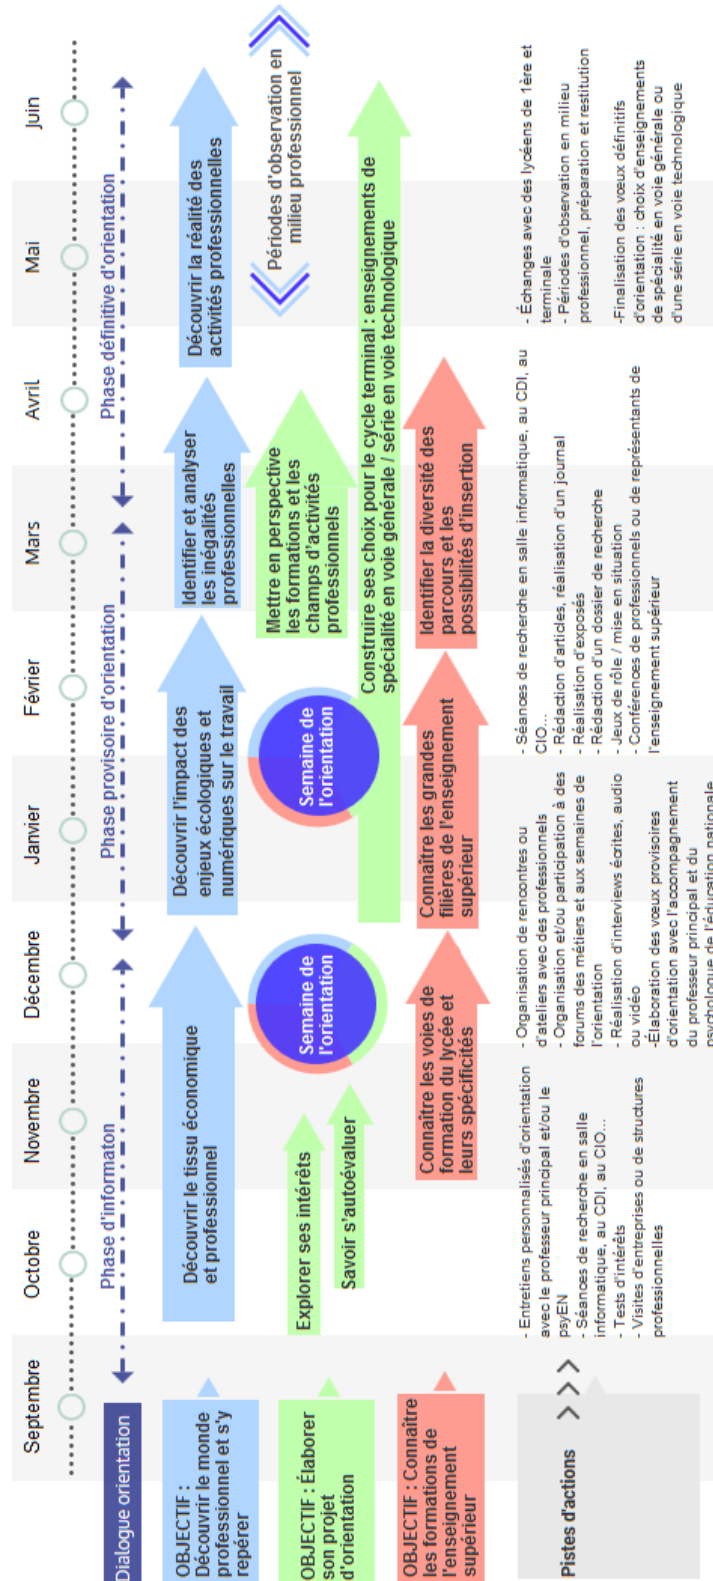 Septembre
Octobre
Novembre
Décembre
Janvier
Février
Mars
Avril
Mai
Juin
Dialogue orientation
Phase d'informaton
Phase provisoire d'orientation
Phase définitive d'orientation
OBJECTIF :
Découvrir le monde
professionnel et s'y
repérer
Découvrir le tissu économique
et professionnel
Découvrir l'impact des
enjeux écologiques et
numériques sur le travail
Identifier et analyser
les inégalités
professionnelles
Découvrir la réalité des
activités professionnelles
OBJECTIF : Élaborer
son projet
d'orientation
Explorer ses intérêts
Savoir s'autoévaluer
Semaine de
l'orientation
Semaine de
l'orientation
Mettre en perspective
les formations et les
champs d'activités
professionnels
Périodes d'observation en
milieu professionnel
Construire ses choix pour le cycle terminal : enseignements de
spécialité en voie générale / série en voie technologique
OBJECTIF : Connaître
les formations de
l'enseignement
supérieur
Connaître les voies de
formation du lycée et
leurs spécificités
Connaître les grandes
filières de l'enseignement
supérieur
Identifier la diversité des
parcours et les
possibilités d'insertion
Pistes d'actions
- Entretiens personnalisés d'orientation
avec le professeur principal et/ou le
psyEN
- Séances de recherche en salle
informatique, au CDI, au CIO...
- Tests d'intérêts
- Visites d'entreprises ou de structures
professionnelles
- Organisation de rencontres ou
d'ateliers avec des professionnels
- Organisation et/ou participation à des
forums des métiers et aux semaines de
l'orientation
- Réalisation d'interviews écrites, audio
ou vidéo
-Élaboration des vœux provisoires
d'orientation avec l'accompagnement
du professeur principal et du
psychologue de l'éducation nationale
- Séances de recherche en salle informatique, au CDI, au
CIO...
- Rédaction d'articles, réalisation d'un journal
- Réalisation d'exposés
- Rédaction d'un dossier de recherche
- Jeux de rôle / mise en situation
- Conférences de professionnels ou de représentants de
l'enseignement supérieur
- Échanges avec des lycéens de 1ère et
terminale
- Périodes d'observation en milieu
professionnel, préparation et restitution
-Finalisation des vœux définitifs
d'orientation : choix d'enseignements
de spécialité en voie générale ou
d'une série en voie technologique